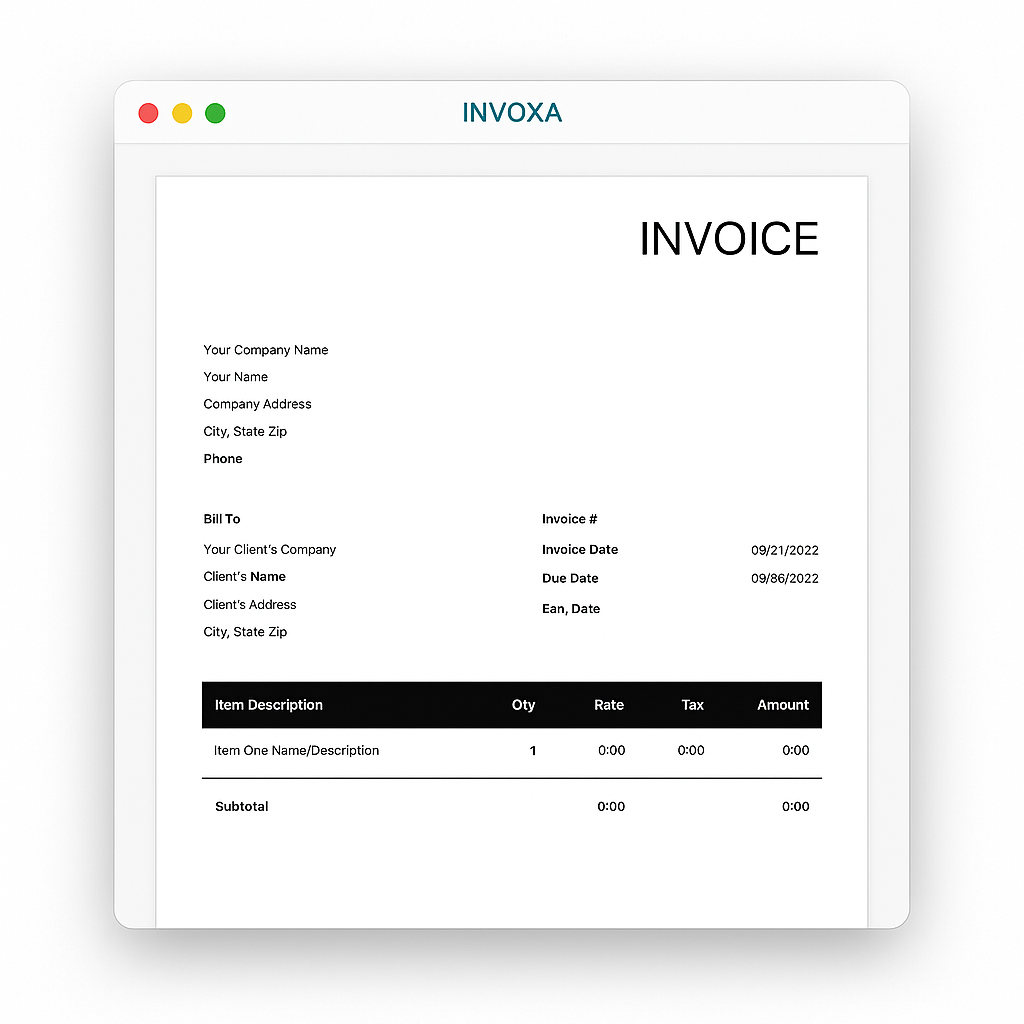 INVOXA
INVOICE
Your Company Name
Your Name
Company Address
City, State Zip
Phone
Bill To
Your Client's Company
Client's Name
Client's Address
City, State Zip
Invoice #
Invoice Date 09/21/2022
Due Date 09/86/2022
Ean, Date
Item Description Oty Rate Tax Amount
Item One Name/Description 1 0:00 0:00 0:00
Subtotal 0:00 0:00